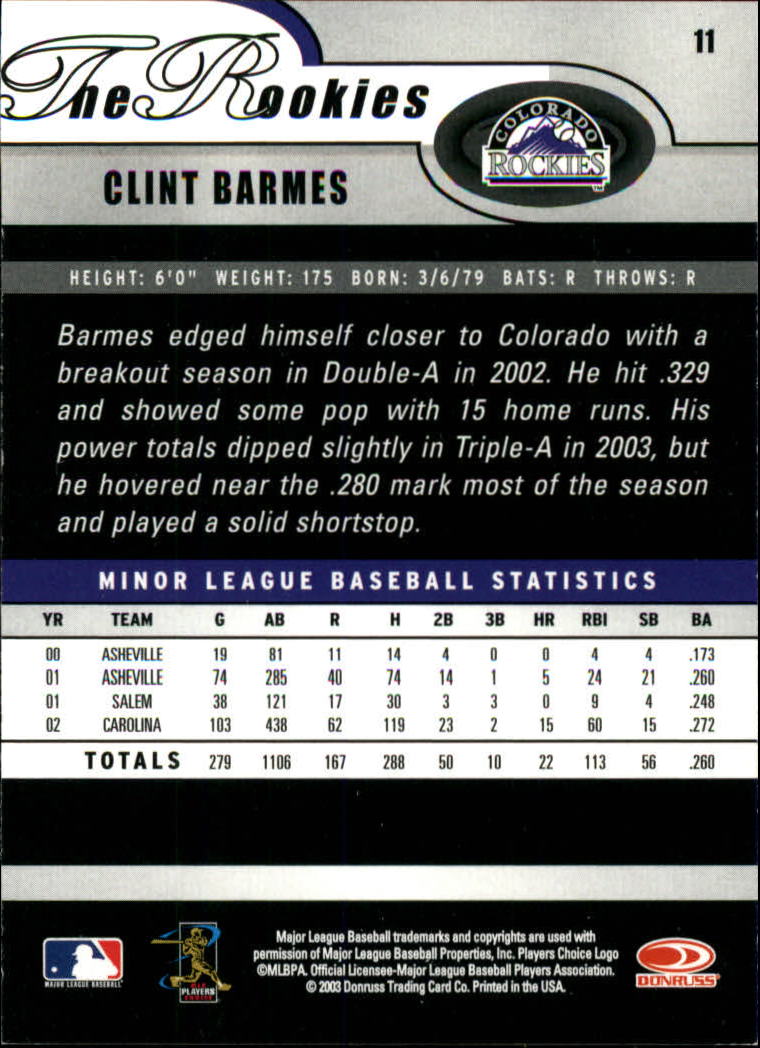 11
The Rookies
COLORADO
ROCKIES
TM
CLINT BARMES
HEIGHT: 6'0" WEIGHT: 175 BORN: 3/6/79 BATS: R THROWS: R
Barmes edged himself closer to Colorado with a
breakout season in Double-A in 2002. He hit .329
and showed some pop with 15 home runs. His
power totals dipped slightly in Triple-A in 2003, but
he hovered near the .280 mark most of the season
and played a solid shortstop.
MINOR LEAGUE BASEBALL STATISTICS
YR TEAM G AB R H 2B 3B HR RBI SB BA
00 ASHEVILLE 19 81 11 14 4 0 0 4 4 .173
01 ASHEVILLE 74 285 40 74 14 1 5 24 21 .260
01 SALEM 38 121 17 30 3 3 0 9 4 .248
02 CAROLINA 103 438 62 119 23 2 15 60 15 .272
TOTALS 279 1106 167 288 50 10 22 113 56 .260
Major League Baseball trademarks and copyrights are used with
permission of Major League Baseball Properties, Inc. Players Choice Logo
©MLBPA. Official Licensee-Major League Baseball Players Association.
© 2003 Donruss Trading Card Co. Printed in the USA.
MAJOR LEAGUE BASEBALL
MLB
PLAYERS
CHOICE
DONRUSS